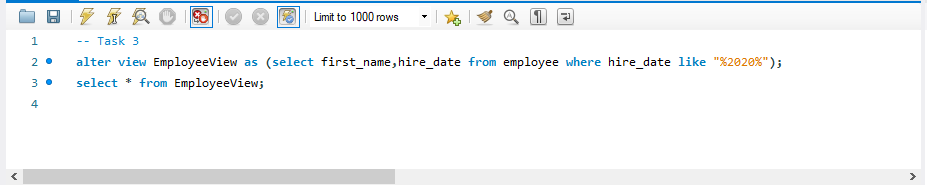 Limit to 1000 rows
1 -- Task 3
2 alter view EmployeeView as (select first_name,hire_date from employee where hire_date like "%2020%");
3 select * from EmployeeView;
4